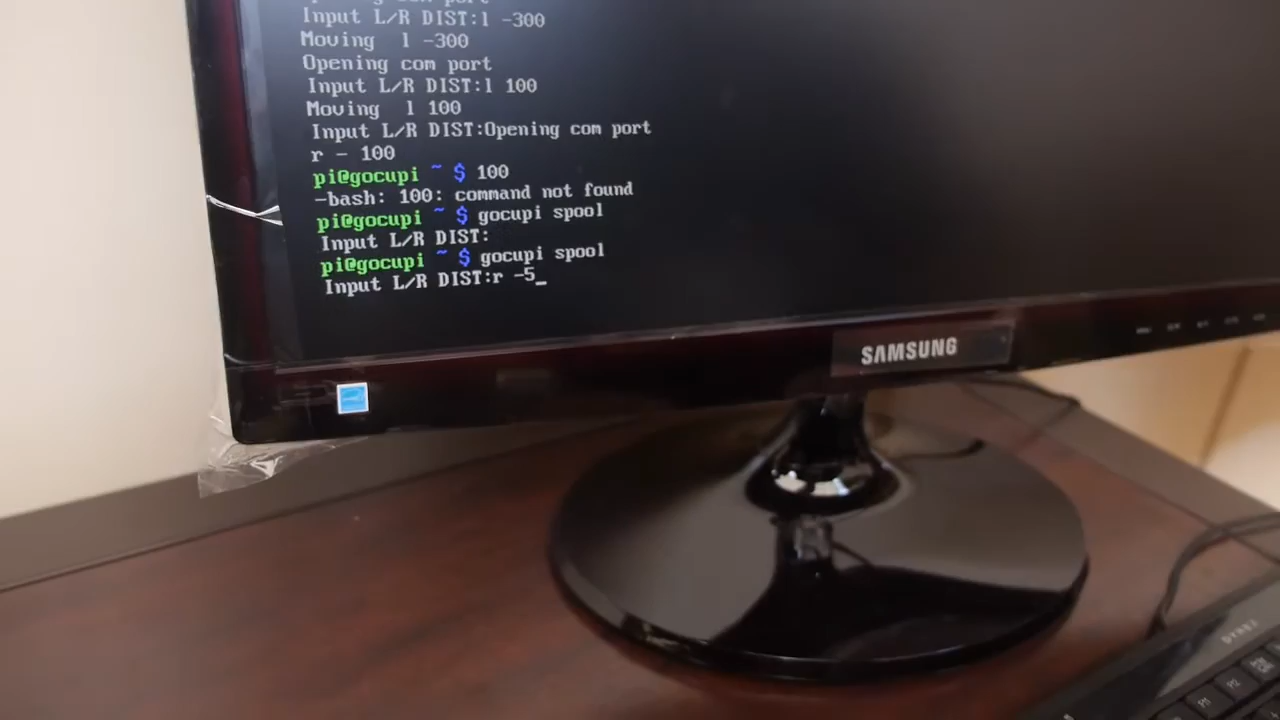 Input L/R DIST:l -300
Moving  l -300
Opening com port
Input L/R DIST:l 100
Moving  l 100
Input L/R DIST:Opening com port
r - 100
pi@gocupi ~ $ 100
-bash: 100: command not found
pi@gocupi ~ $ gocupi spool
Input L/R DIST:
pi@gocupi ~ $ gocupi spool
Input L/R DIST:r -5_
SAMSUNG